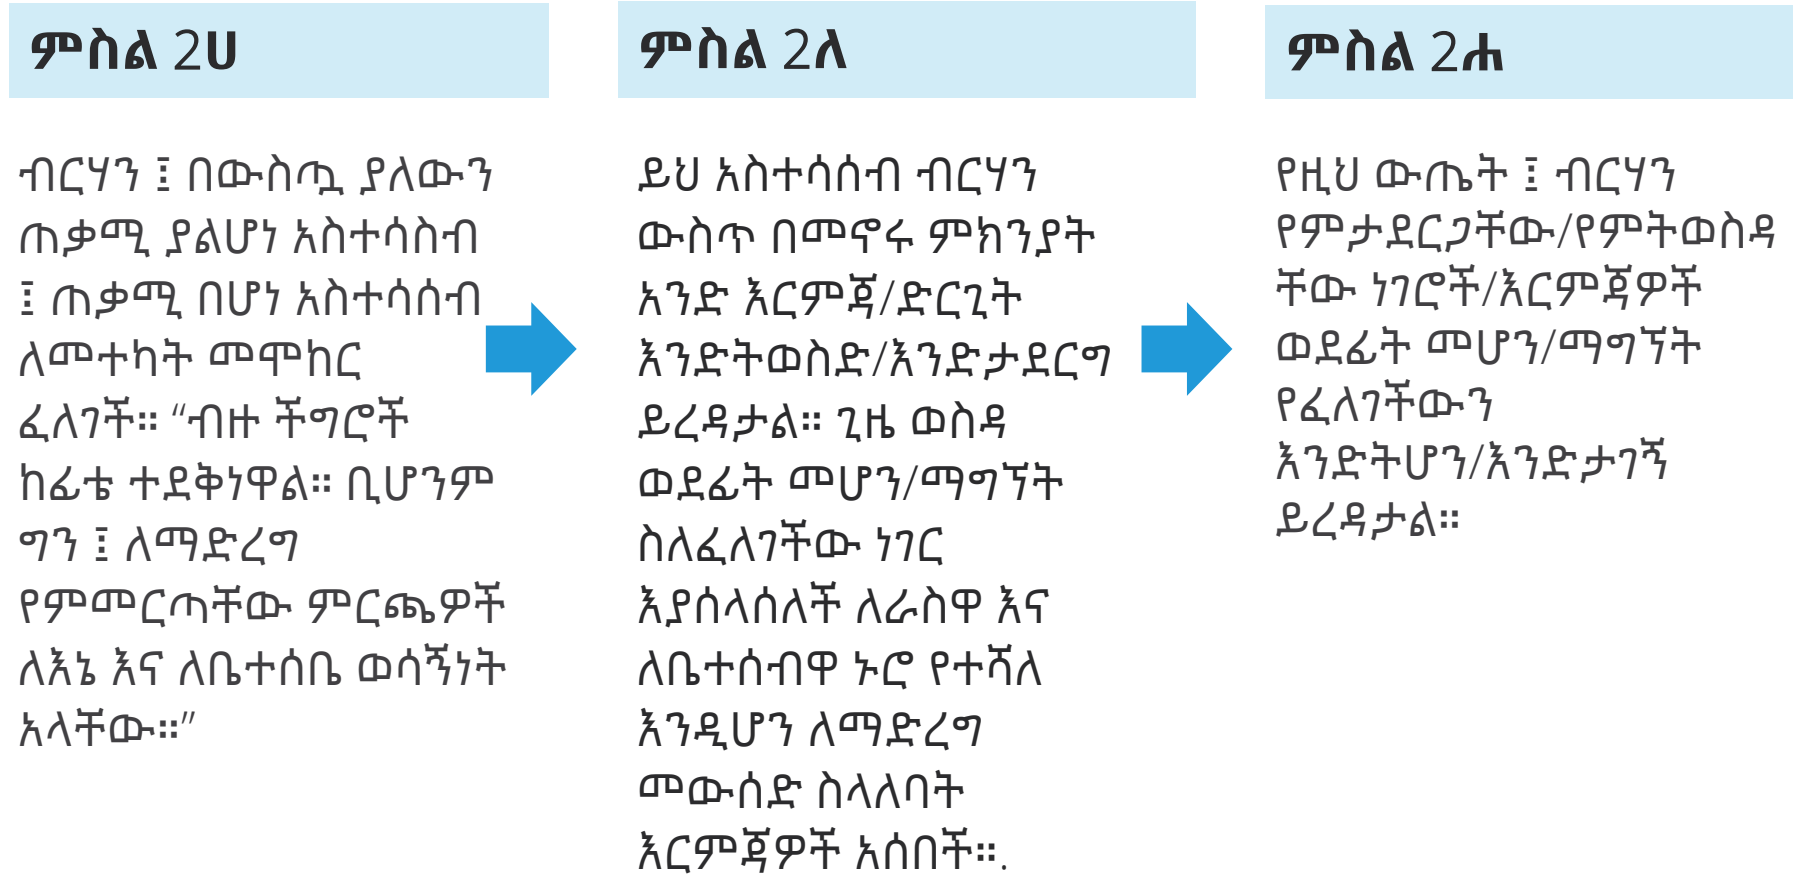 ምስል 2ሀ
ብርሃን ፤ በውስጧ ያለውን
ጠቃሚ ያልሆነ አስተሳስብ
፤ ጠቃሚ በሆነ አስተሳሰብ
ለመተካት መሞከር
ፈለገች። “ብዙ ችግሮች
ከፊቴ ተደቅነዋል። ቢሆንም
ግን ፤ ለማድረግ
የምመርጣቸው ምርጫዎች
ለእኔ እና ለቤተሰቤ ወሳኝነት
አላቸው።”
ምስል 2ለ
ይህ አስተሳሰብ ብርሃን
ውስጥ በመኖሩ ምክንያት
አንድ እርምጃ/ድርጊት
እንድትወስድ/እንድታደርግ
ይረዳታል። ጊዜ ወስዳ
ወደፊት መሆን/ማግኘት
ስለፈለገችው ነገር
እያሰላሰለች ለራስዋ እና
ለቤተሰብዋ ኑሮ የተሻለ
እንዲሆን ለማድረግ
መውሰድ ስላለባት
እርምጃዎች አሰበች።.
ምስል 2ሐ
የዚህ ውጤት ፤ ብርሃን
የምታደርጋቸው/የምትወስዳ
ቸው ነገሮች/እርምጃዎች
ወደፊት መሆን/ማግኘት
የፈለገችውን
እንድትሆን/እንድታገኝ
ይረዳታል።